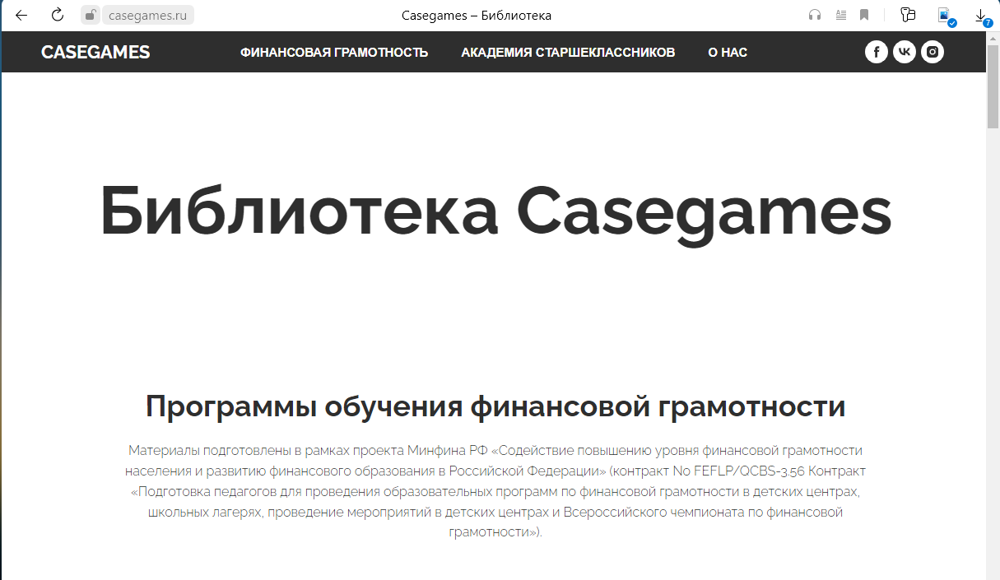 casegames.ru
Casegames – Библиотека
7
CASEGAMES
ФИНАНСОВАЯ ГРАМОТНОСТЬ
АКАДЕМИЯ СТАРШЕКЛАССНИКОВ
О НАС
Библиотека Casegames
Программы обучения финансовой грамотности
Материалы подготовлены в рамках проекта Минфина РФ «Содействие повышению уровня финансовой грамотности
населения и развитию финансового образования в Российской Федерации» (контракт No FEFLP/QCBS-3.56 Контракт
«Подготовка педагогов для проведения образовательных программ по финансовой грамотности в детских центрах,
школьных лагерях, проведение мероприятий в детских центрах и Всероссийского чемпионата по финансовой
грамотности»).